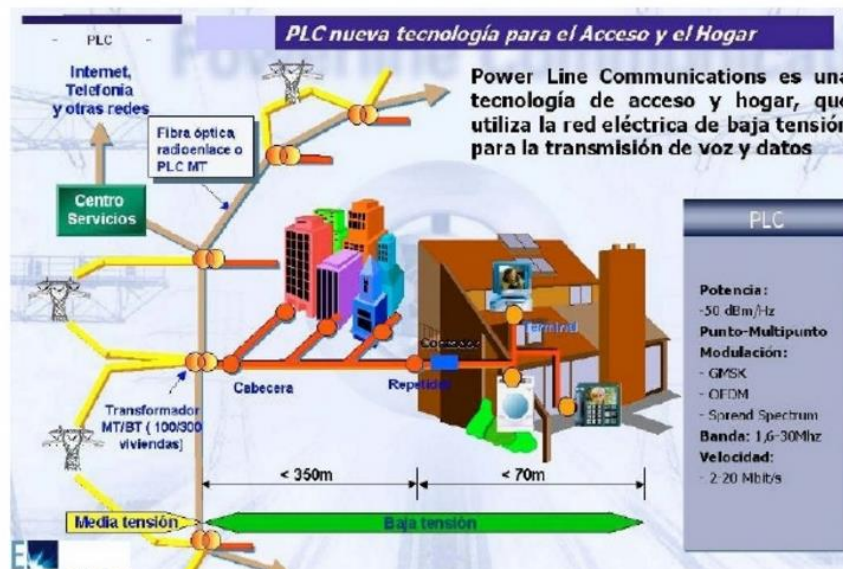 - PLC -
PLC nueva tecnología para el Acceso y el Hogar
Internet,
Telefonía
y otras redes
Power Line Communications es una
tecnología de acceso y hogar, que
utiliza la red eléctrica de baja tensión
para la transmisión de voz y datos
Fibra óptica,
radioenlace o
PLC MT
Centro
Servicios
PLC
Potencia:
-50 dBm/Hz
Punto-Multipunto
Modulación:
- GMSK
- OFDM
- Spread Spectrum
Banda: 1,6-30Mhz
Velocidad:
- 2-20 Mbit/s
Terminal
Cabecera
Repetidor
Transformador
MT/BT ( 100/300
viviendas)
< 350m
< 70m
Media tensión
Baja tensión